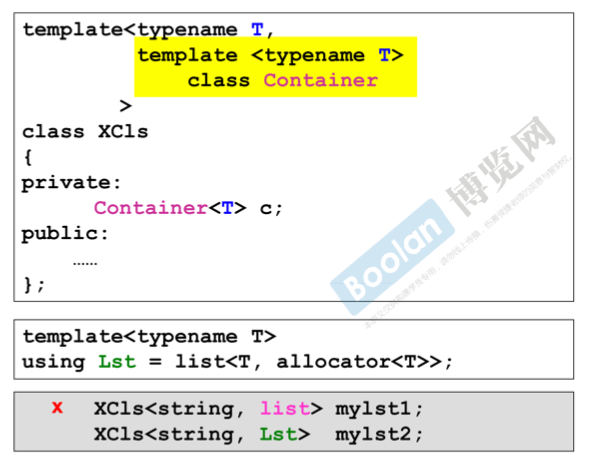 template<typename T,
template <typename T>
class Container
>
class XCls
{
private:
Container<T> c;
public:
……
};
Boolan 博览网
template<typename T>
using Lst = list<T, allocator<T>>;
x XCls<string, list> mylst1;
XCls<string, Lst> mylst2;